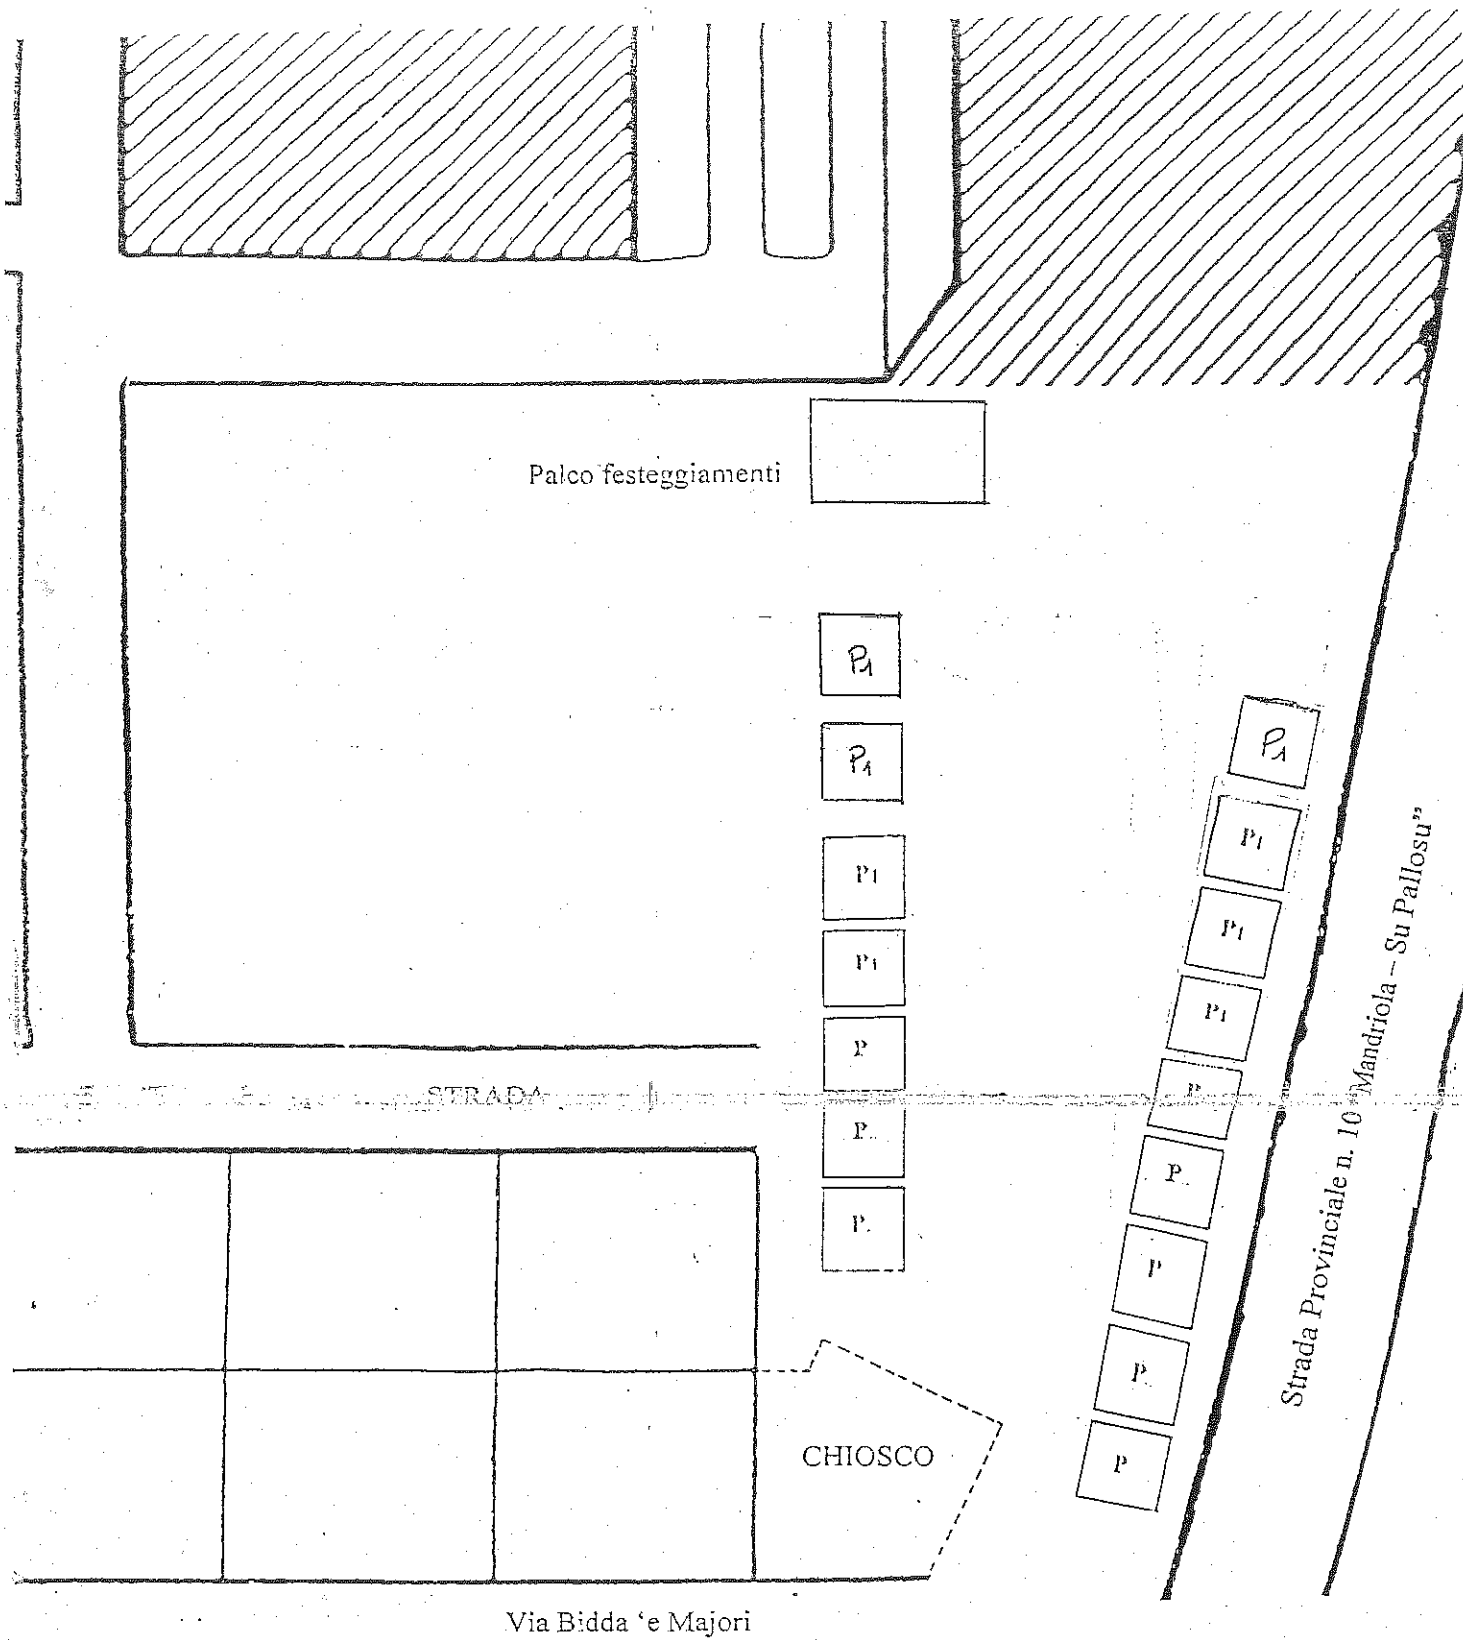 Palco festeggiamenti
P1
P1
P1
P1
P
P..
P.
P1
P1
P1
P1
P
P..
P
P..
P
STRADA
CHIOSCO
Strada Provinciale n. 10 “Mandriola – Su Pallosu”
Via Bidda ‘e Majori